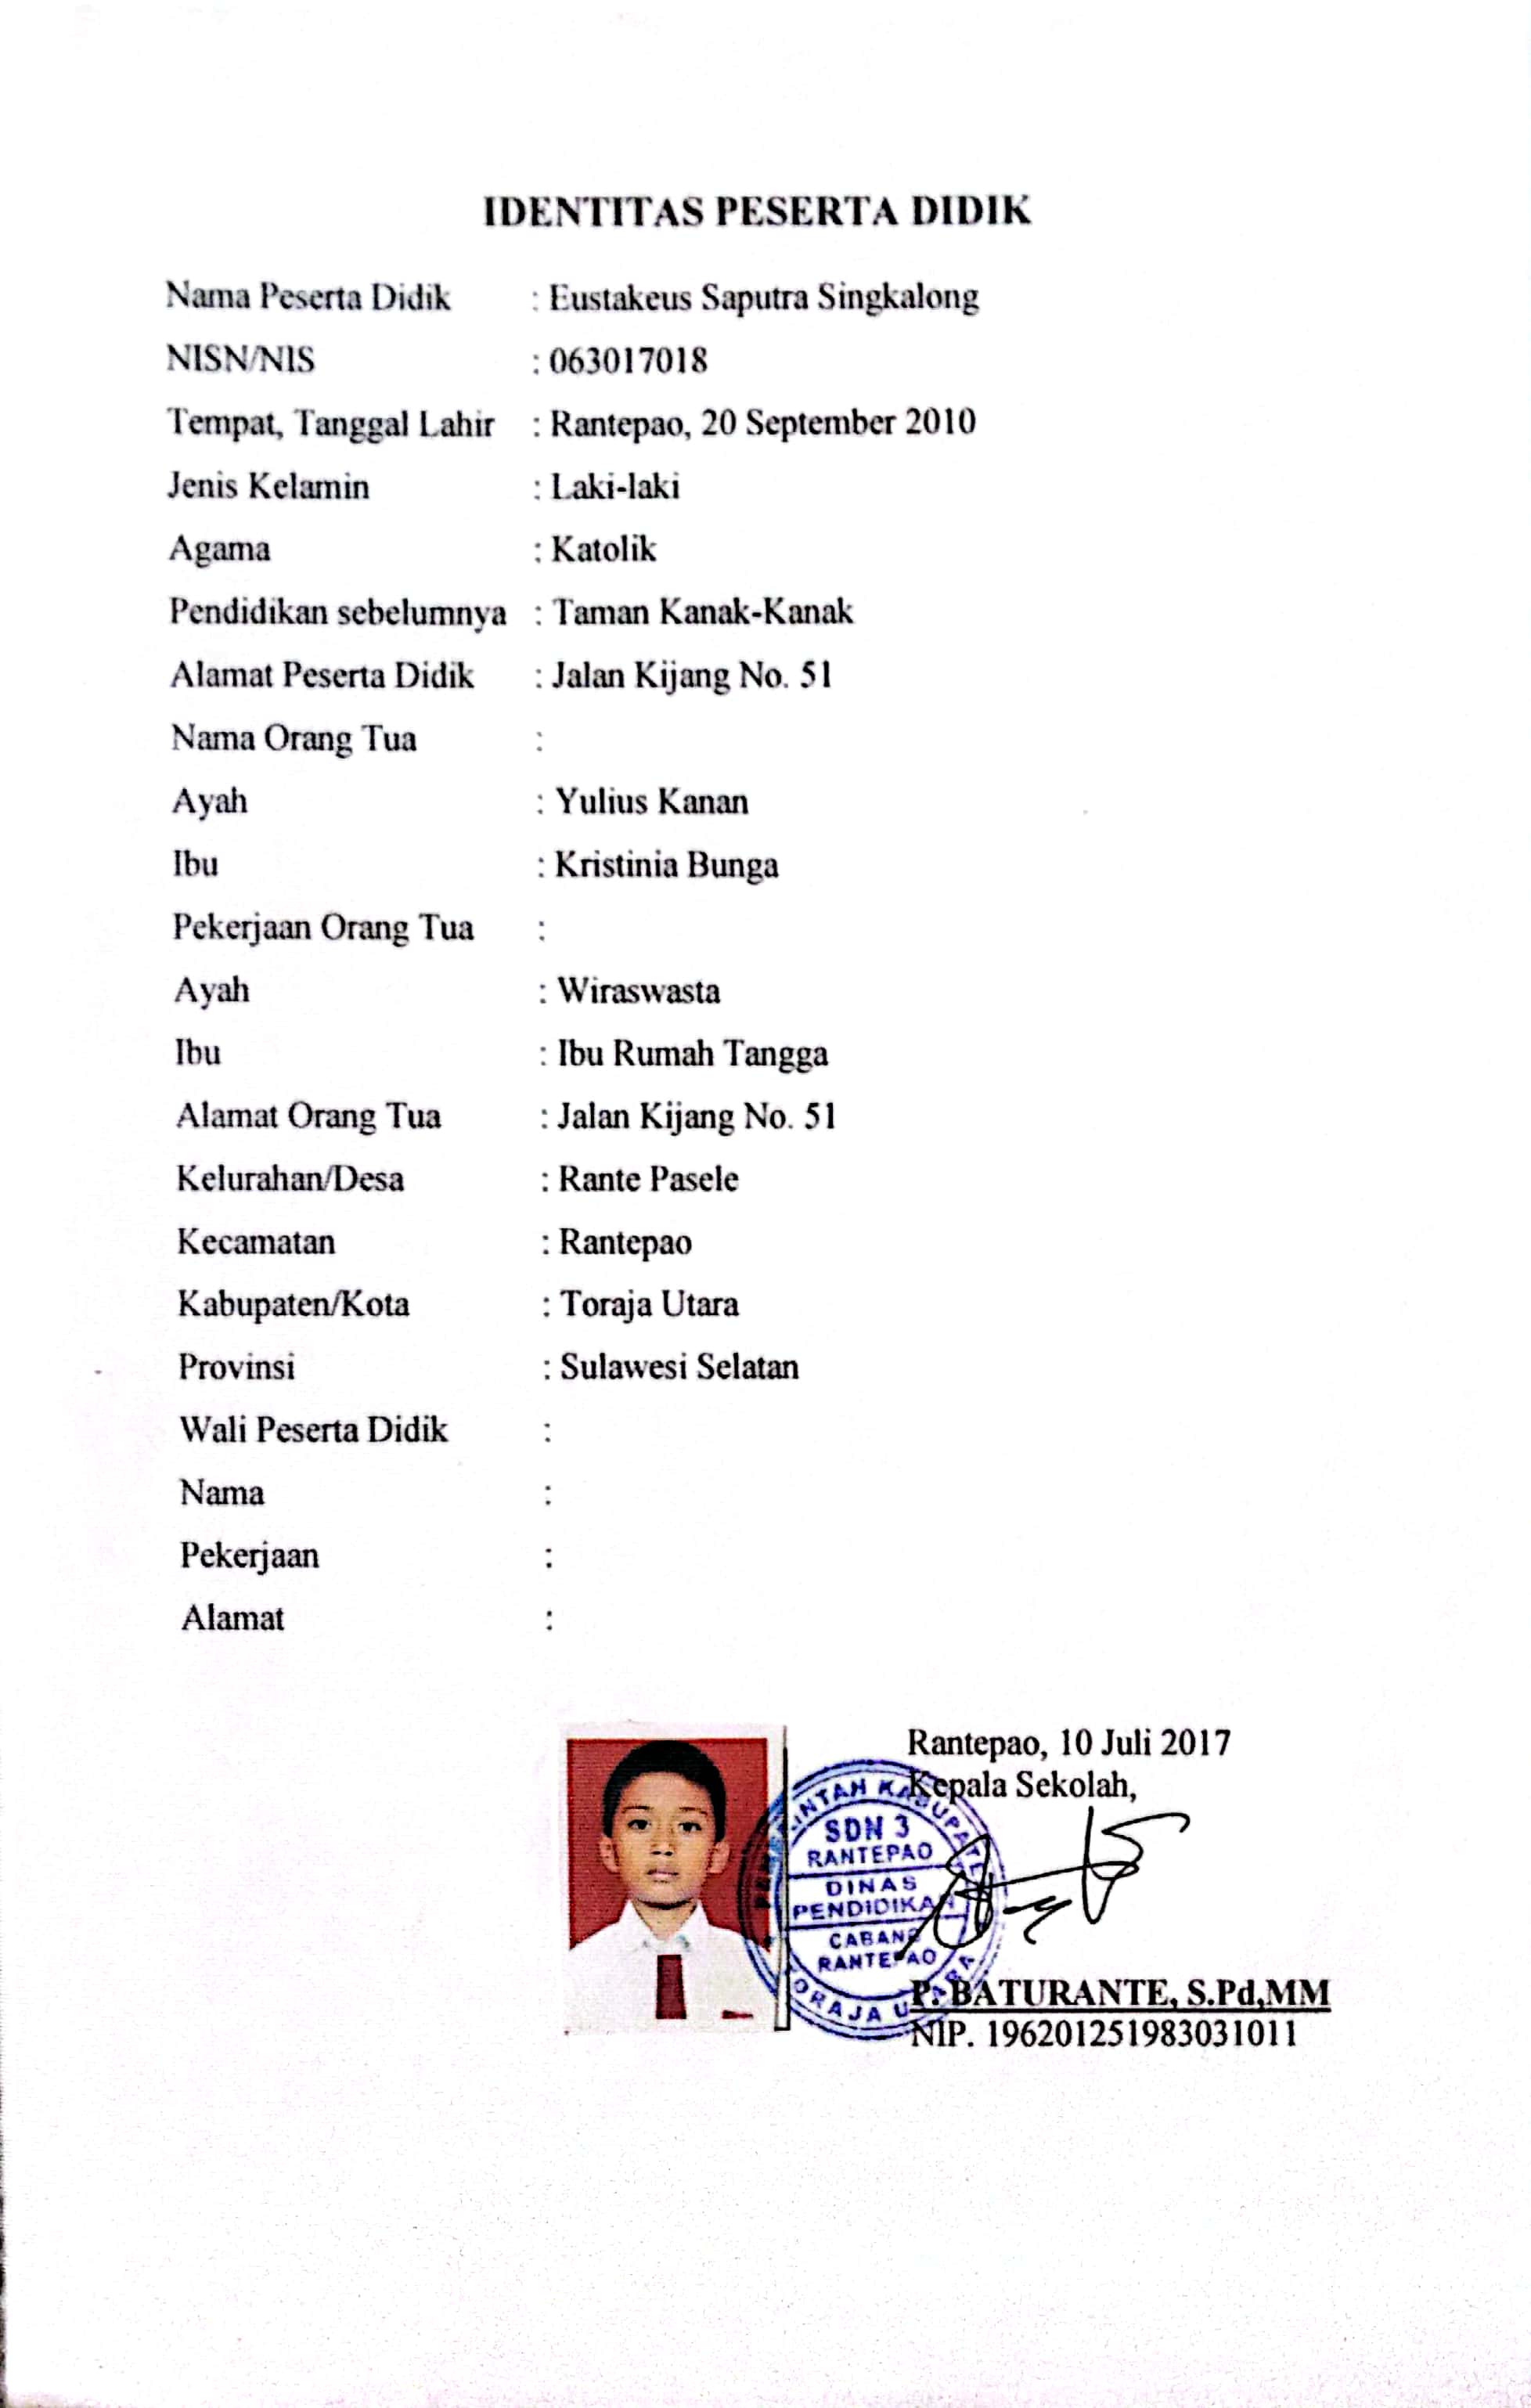 IDENTITAS PESERTA DIDIK
Nama Peserta Didik : Eustakeus Saputra Singkalong
NISN/NIS : 063017018
Tempat, Tanggal Lahir : Rantepao, 20 September 2010
Jenis Kelamin : Laki-laki
Agama : Katolik
Pendidikan sebelumnya : Taman Kanak-Kanak
Alamat Peserta Didik : Jalan Kijang No. 51
Nama Orang Tua :
Ayah : Yulius Kanan
Ibu : Kristinia Bunga
Pekerjaan Orang Tua :
Ayah : Wiraswasta
Ibu : Ibu Rumah Tangga
Alamat Orang Tua : Jalan Kijang No. 51
Kelurahan/Desa : Rante Pasele
Kecamatan : Rantepao
Kabupaten/Kota : Toraja Utara
Provinsi : Sulawesi Selatan
Wali Peserta Didik :
Nama :
Pekerjaan :
Alamat :
Rantepao, 10 Juli 2017
Kepala Sekolah,
SDN 3
RANTEPAO
DINAS
PENDIDIKAN
CABANG
RANTEPAO
P. BATURANTE, S.Pd,MM
NIP. 196201251983031011